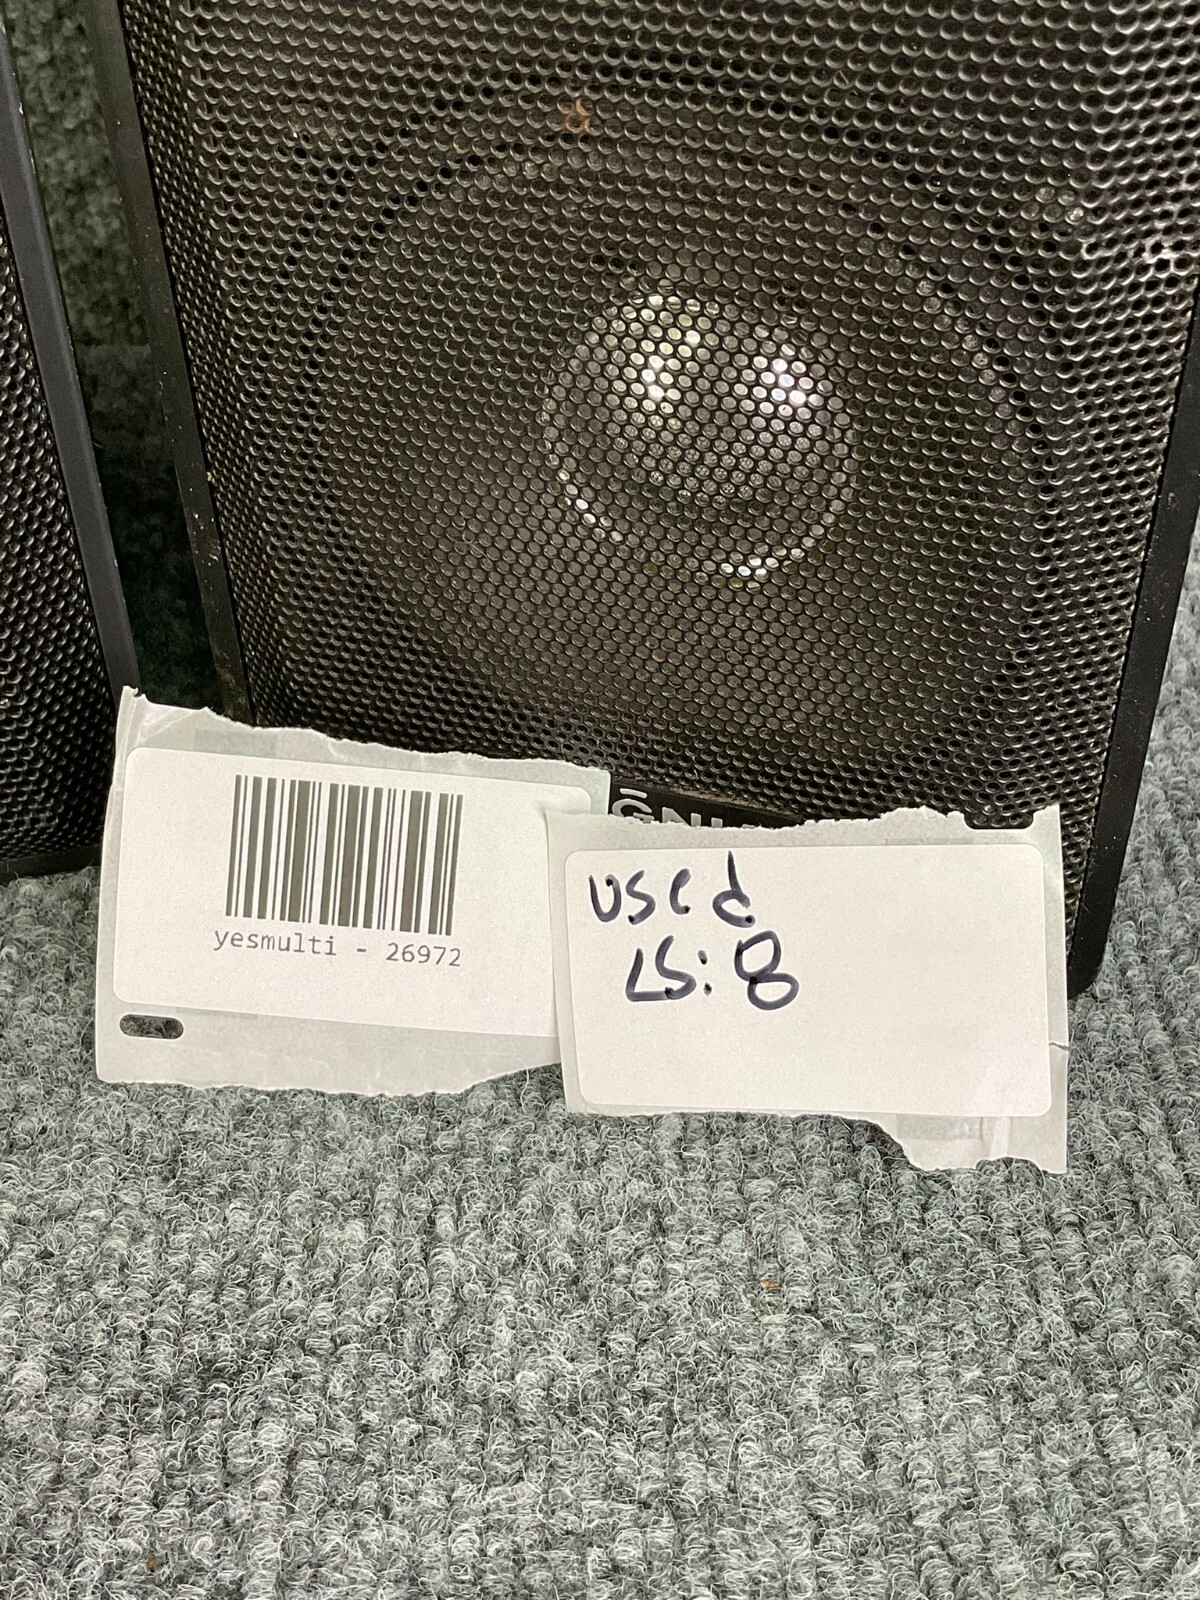 yesmulti - 26972
used
LS: 8